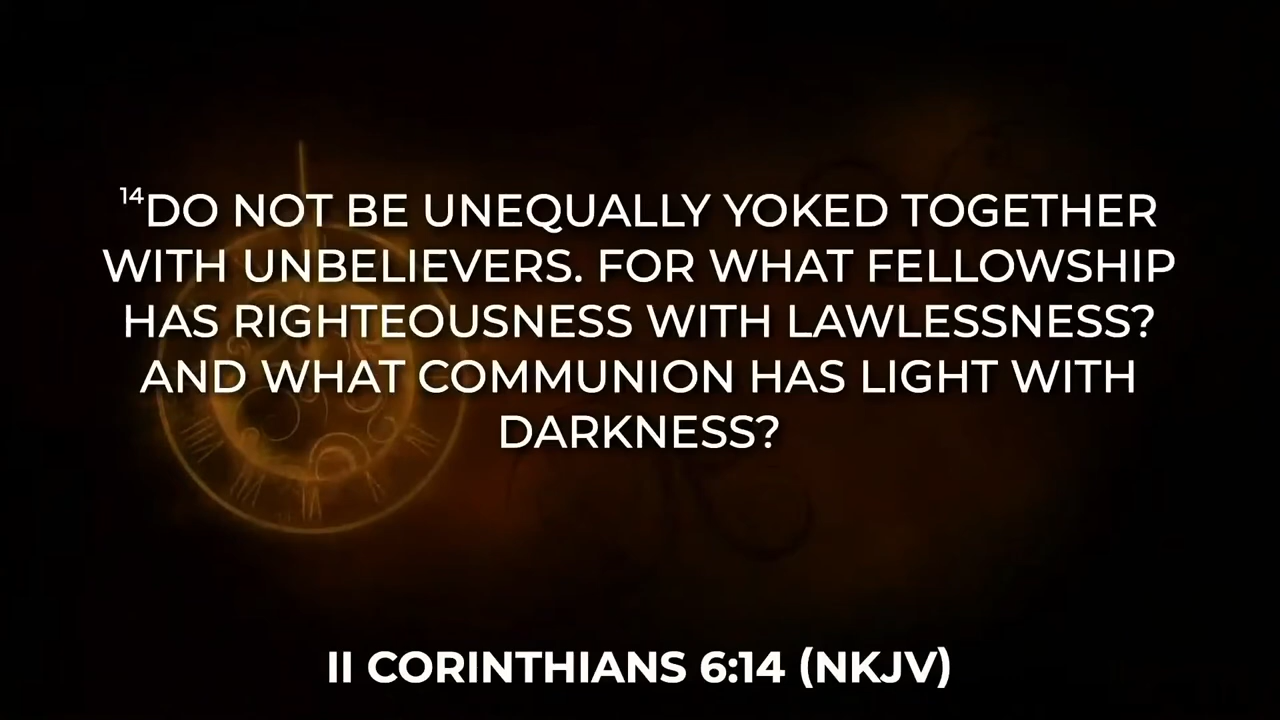 14DO NOT BE UNEQUALLY YOKED TOGETHER
WITH UNBELIEVERS. FOR WHAT FELLOWSHIP
HAS RIGHTEOUSNESS WITH LAWLESSNESS?
AND WHAT COMMUNION HAS LIGHT WITH
DARKNESS?
II CORINTHIANS 6:14 (NKJV)